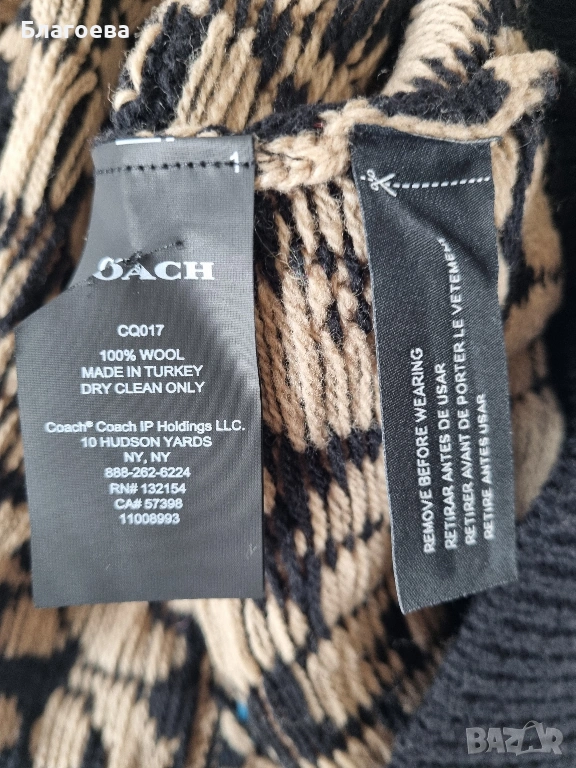 Благоева
1
OACH
CQ017
100% WOOL
MADE IN TURKEY
DRY CLEAN ONLY
Coach® Coach IP Holdings LLC.
10 HUDSON YARDS
NY, NY
888-262-6224
RN# 132154
CA# 57398
11008993
REMOVE BEFORE WEARING
RETIRAR ANTES DE USAR
RETIRER AVANT DE PORTER LE VETEMENT
RETIRE ANTES USAR
BAZAR